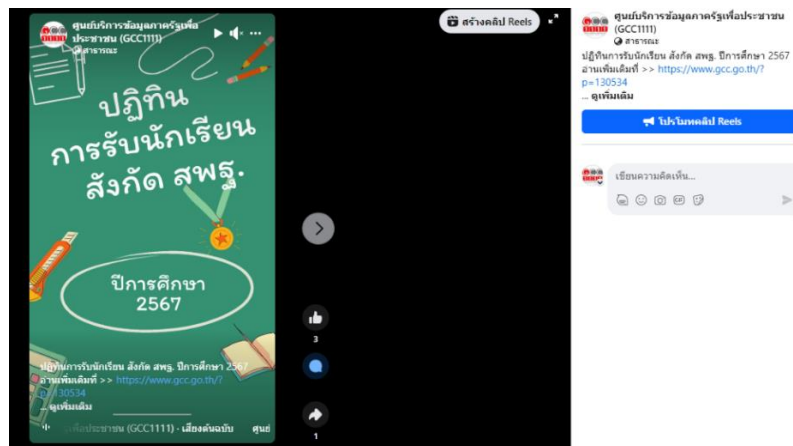 ศูนย์บริการข้อมูลภาครัฐเพื่อ
ประชาชน (GCC1111)
สาธารณะ
ปฏิทิน
การรับนักเรียน
สังกัด สพฐ.
ปีการศึกษา
2567
ปฏิทินการรับนักเรียน สังกัด สพฐ. ปีการศึกษา 2567
อ่านเพิ่มเติมที่ >> https://www.gcc.go.th/?
p=130534
... ดูเพิ่มเติม
เพื่อประชาชน (GCC1111) · เสียงต้นฉบับ ศูนย์
สร้างคลิป Reels
3
1
ศูนย์บริการข้อมูลภาครัฐเพื่อประชาชน
(GCC1111)
สาธารณะ
ปฏิทินการรับนักเรียน สังกัด สพฐ. ปีการศึกษา 2567
อ่านเพิ่มเติมที่ >> https://www.gcc.go.th/?
p=130534
... ดูเพิ่มเติม
โปรโมทคลิป Reels
เขียนความคิดเห็น...